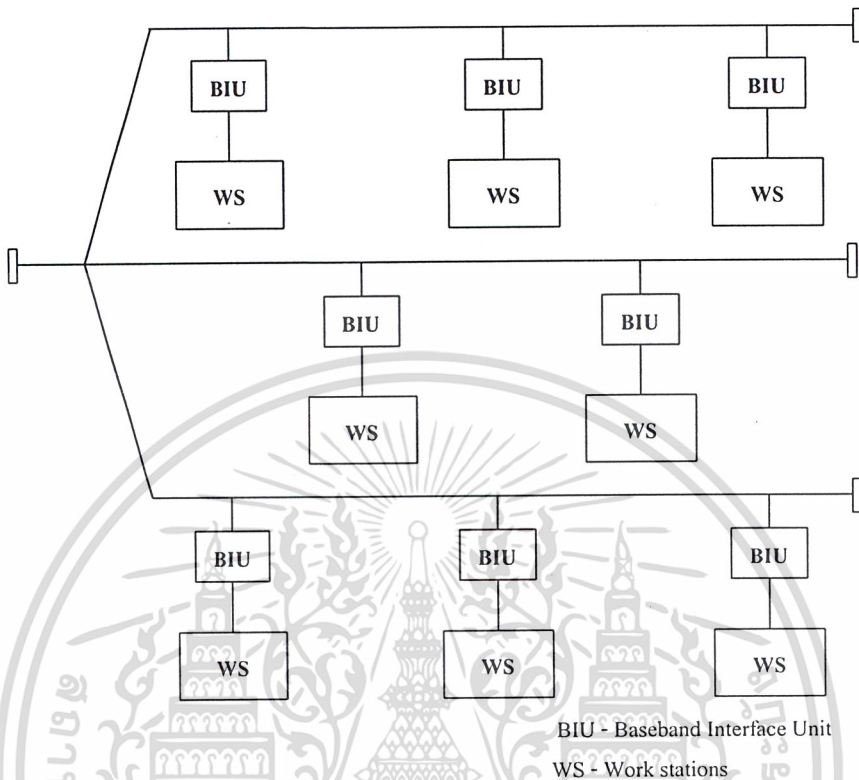 BIU BIU BIU
WS WS WS
BIU BIU
WS WS
BIU BIU BIU
WS WS WS
BIU - Baseband Interface Unit
WS - Work stations